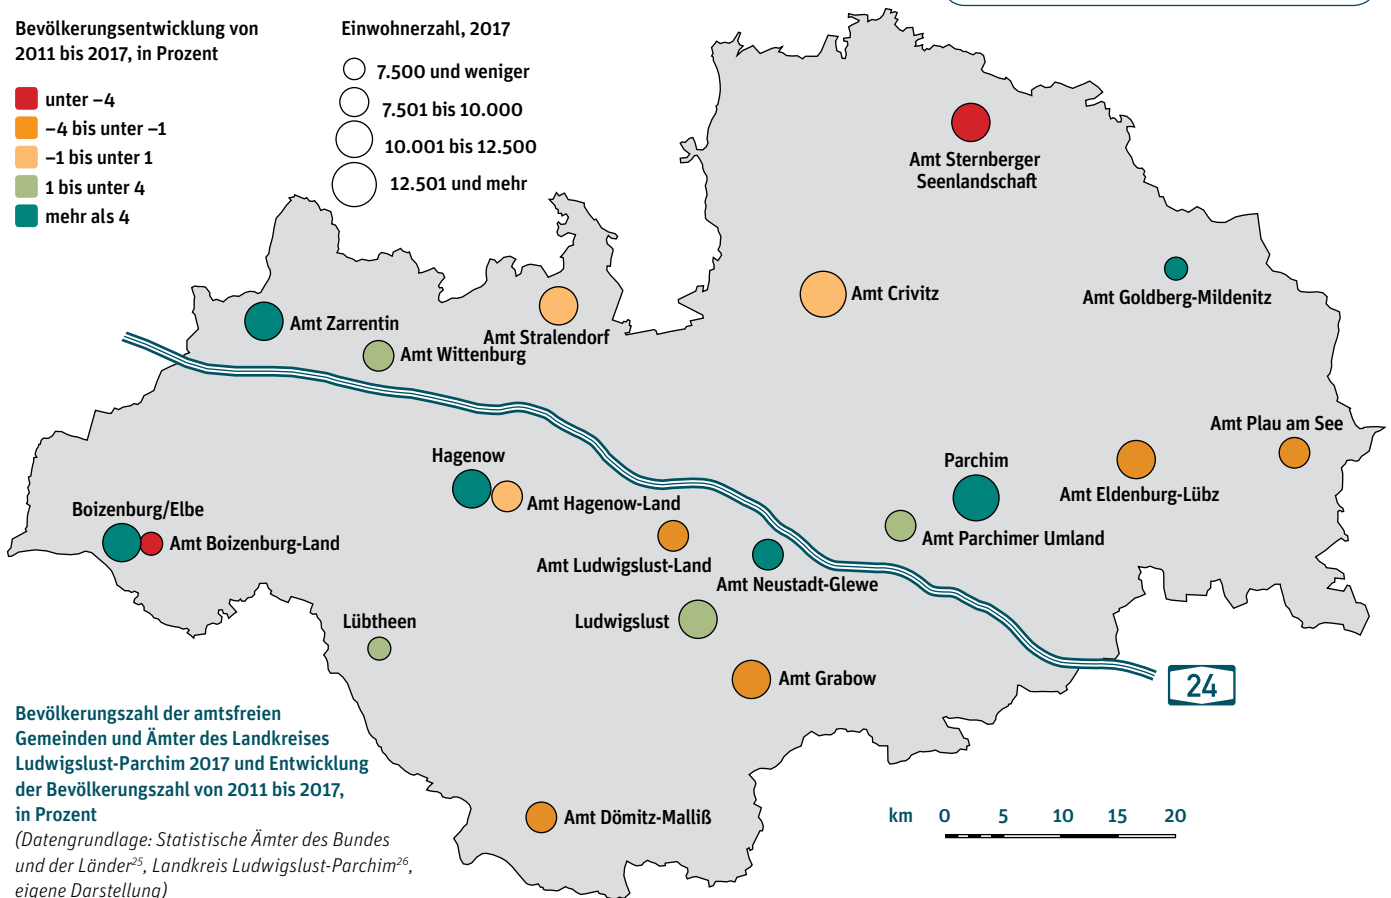 Bevölkerungsentwicklung von
2011 bis 2017, in Prozent
unter –4
–4 bis unter –1
–1 bis unter 1
1 bis unter 4
mehr als 4
Einwohnerzahl, 2017
7.500 und weniger
7.501 bis 10.000
10.001 bis 12.500
12.501 und mehr
Amt Sternberger
Seenlandschaft
Amt Goldberg-Mildenitz
Amt Crivitz
Amt Zarrentin
Amt Stralendorf
Amt Wittenburg
Amt Plau am See
Hagenow
Parchim
Amt Eldenburg-Lübz
Amt Hagenow-Land
Boizenburg/Elbe
Amt Boizenburg-Land
Amt Parchimer Umland
Amt Ludwigslust-Land
Amt Neustadt-Glewe
Lübtheen
Ludwigslust
Amt Grabow
24
Amt Dömitz-Malliß
Bevölkerungszahl der amtsfreien
Gemeinden und Ämter des Landkreises
Ludwigslust-Parchim 2017 und Entwicklung
der Bevölkerungszahl von 2011 bis 2017,
in Prozent
(Datengrundlage: Statistische Ämter des Bundes
und der Länder25, Landkreis Ludwigslust-Parchim26,
eigene Darstellung)
km 0 5 10 15 20